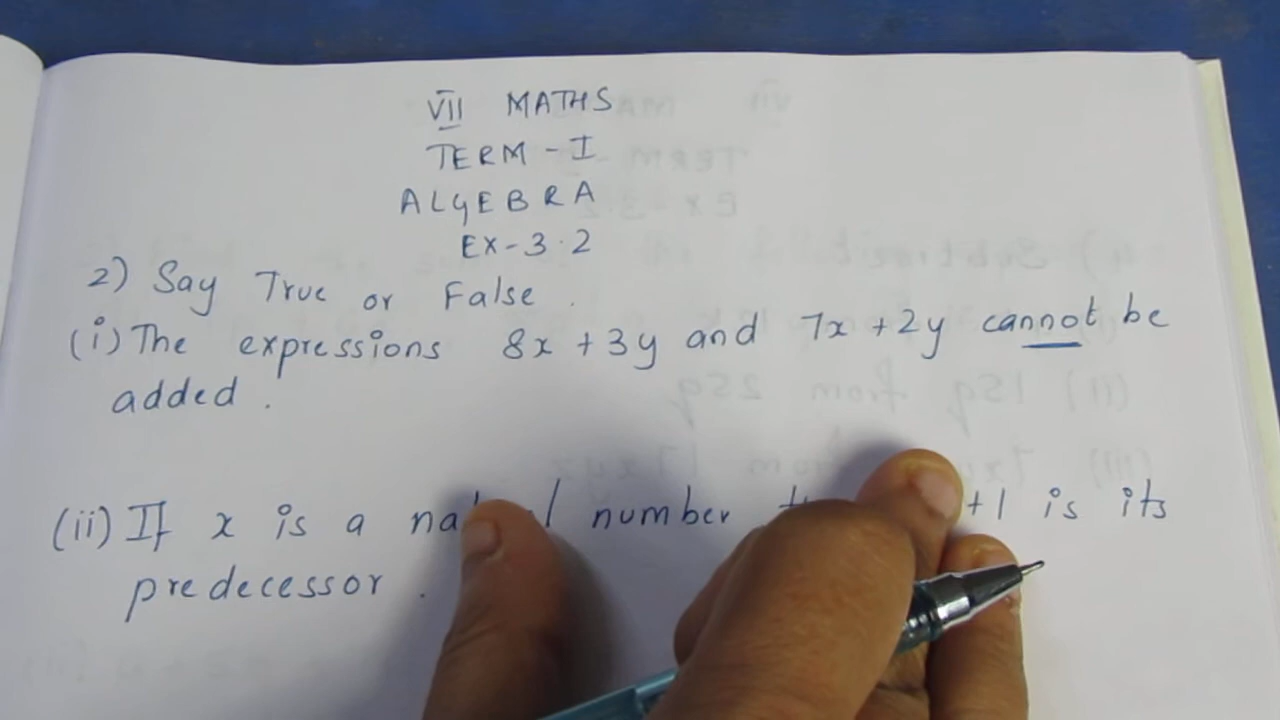 VII MATHS
TERM - I
ALGEBRA
EX - 3.2
2) Say True or False.
(i) The expressions 8x + 3y and 7x + 2y cannot be
added.
(ii) If x is a number +1 is its
predecessor.